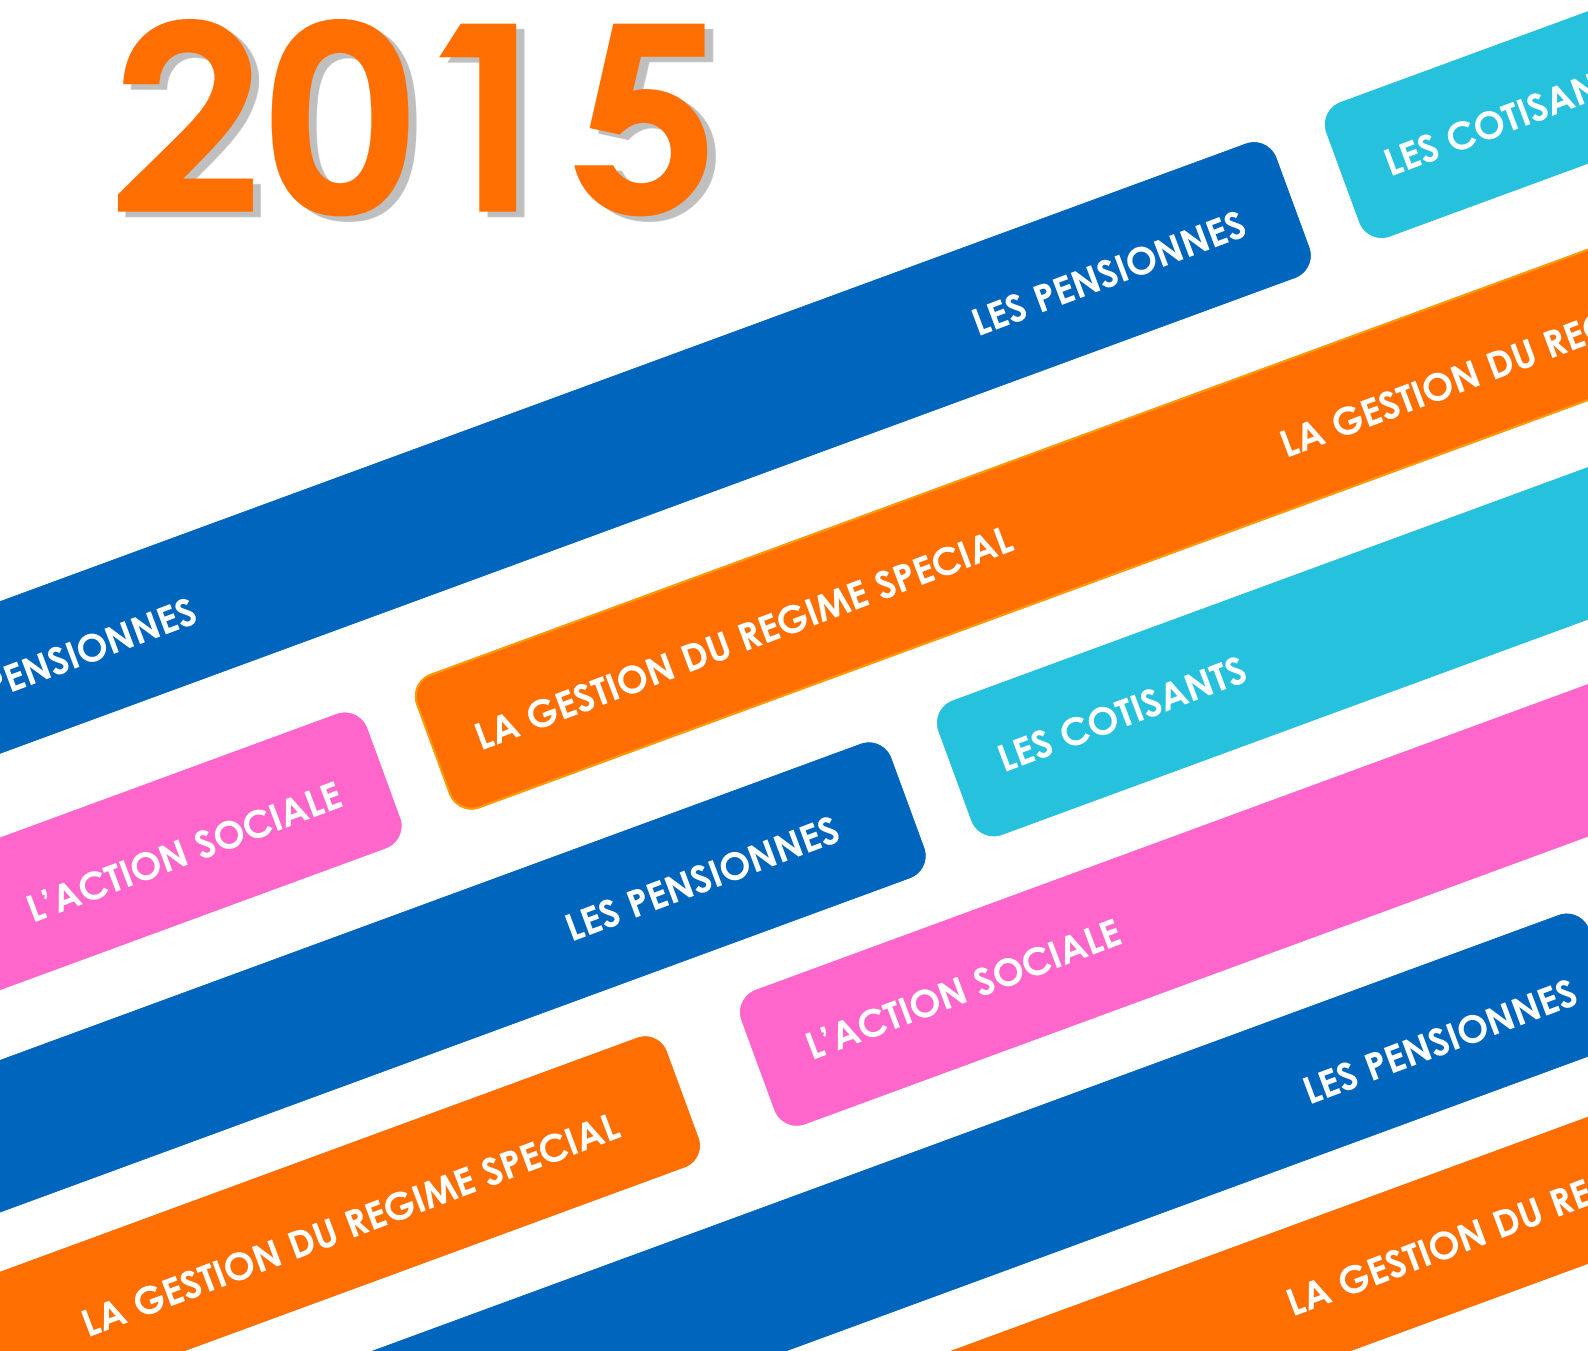 2015
LES COTISAN
LES PENSIONNES
LA GESTION DU REG
LA GESTION DU REGIME SPECIAL
PENSIONNES
LES COTISANTS
L'ACTION SOCIALE
LES PENSIONNES
L'ACTION SOCIALE
LES PENSIONNES
LA GESTION DU REGIME SPECIAL
LA GESTION DU RE